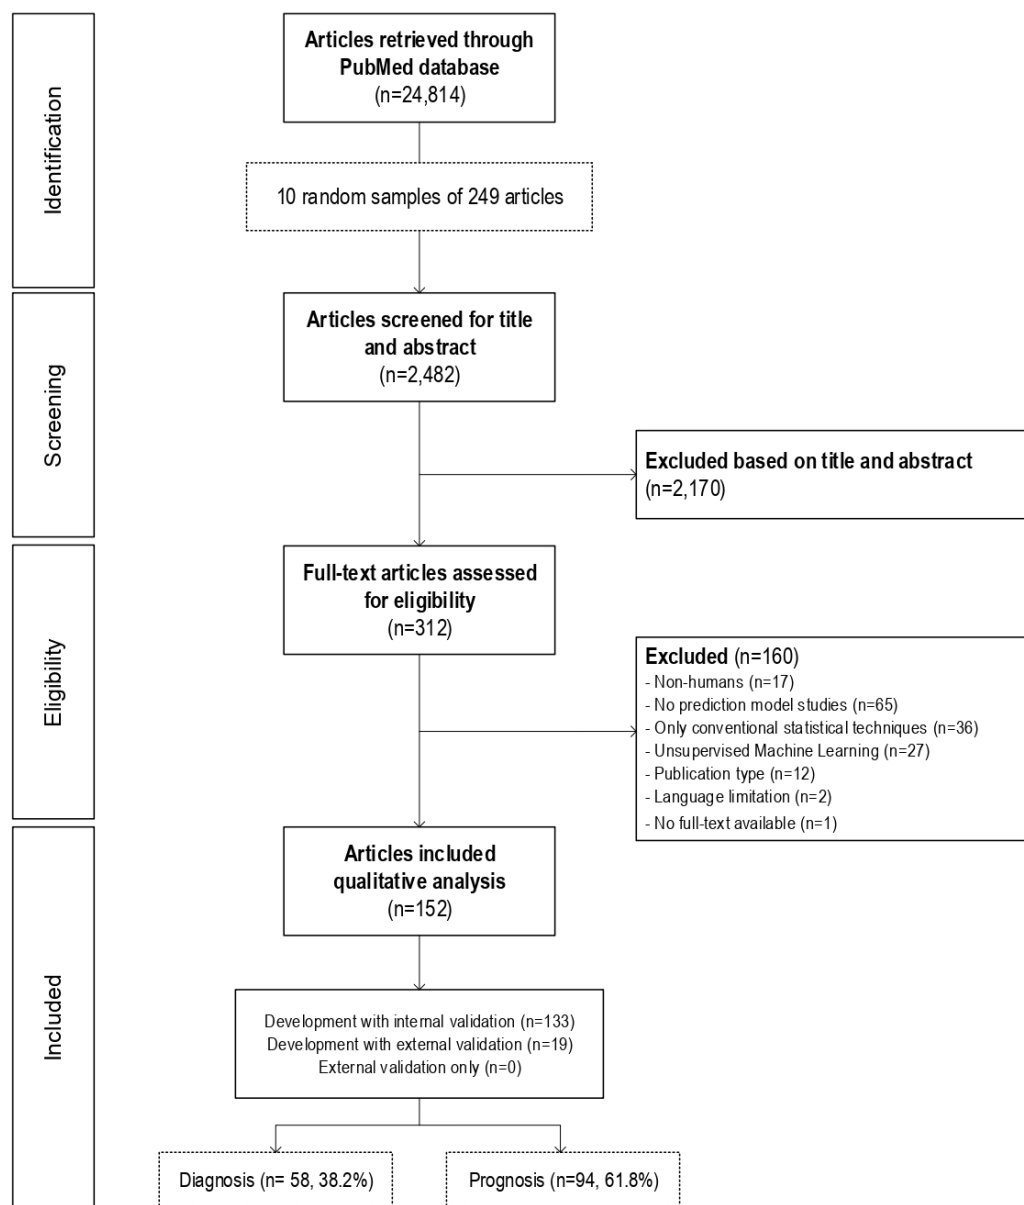 Identification
Articles retrieved through
PubMed database
(n=24,814)
10 random samples of 249 articles
Screening
Articles screened for title
and abstract
(n=2,482)
Excluded based on title and abstract
(n=2,170)
Eligibility
Full-text articles assessed
for eligibility
(n=312)
Excluded (n=160)
- Non-humans (n=17)
- No prediction model studies (n=65)
- Only conventional statistical techniques (n=36)
- Unsupervised Machine Learning (n=27)
- Publication type (n=12)
- Language limitation (n=2)
- No full-text available (n=1)
Included
Articles included
qualitative analysis
(n=152)
Development with internal validation (n=133)
Development with external validation (n=19)
External validation only (n=0)
Diagnosis (n= 58, 38.2%)
Prognosis (n=94, 61.8%)